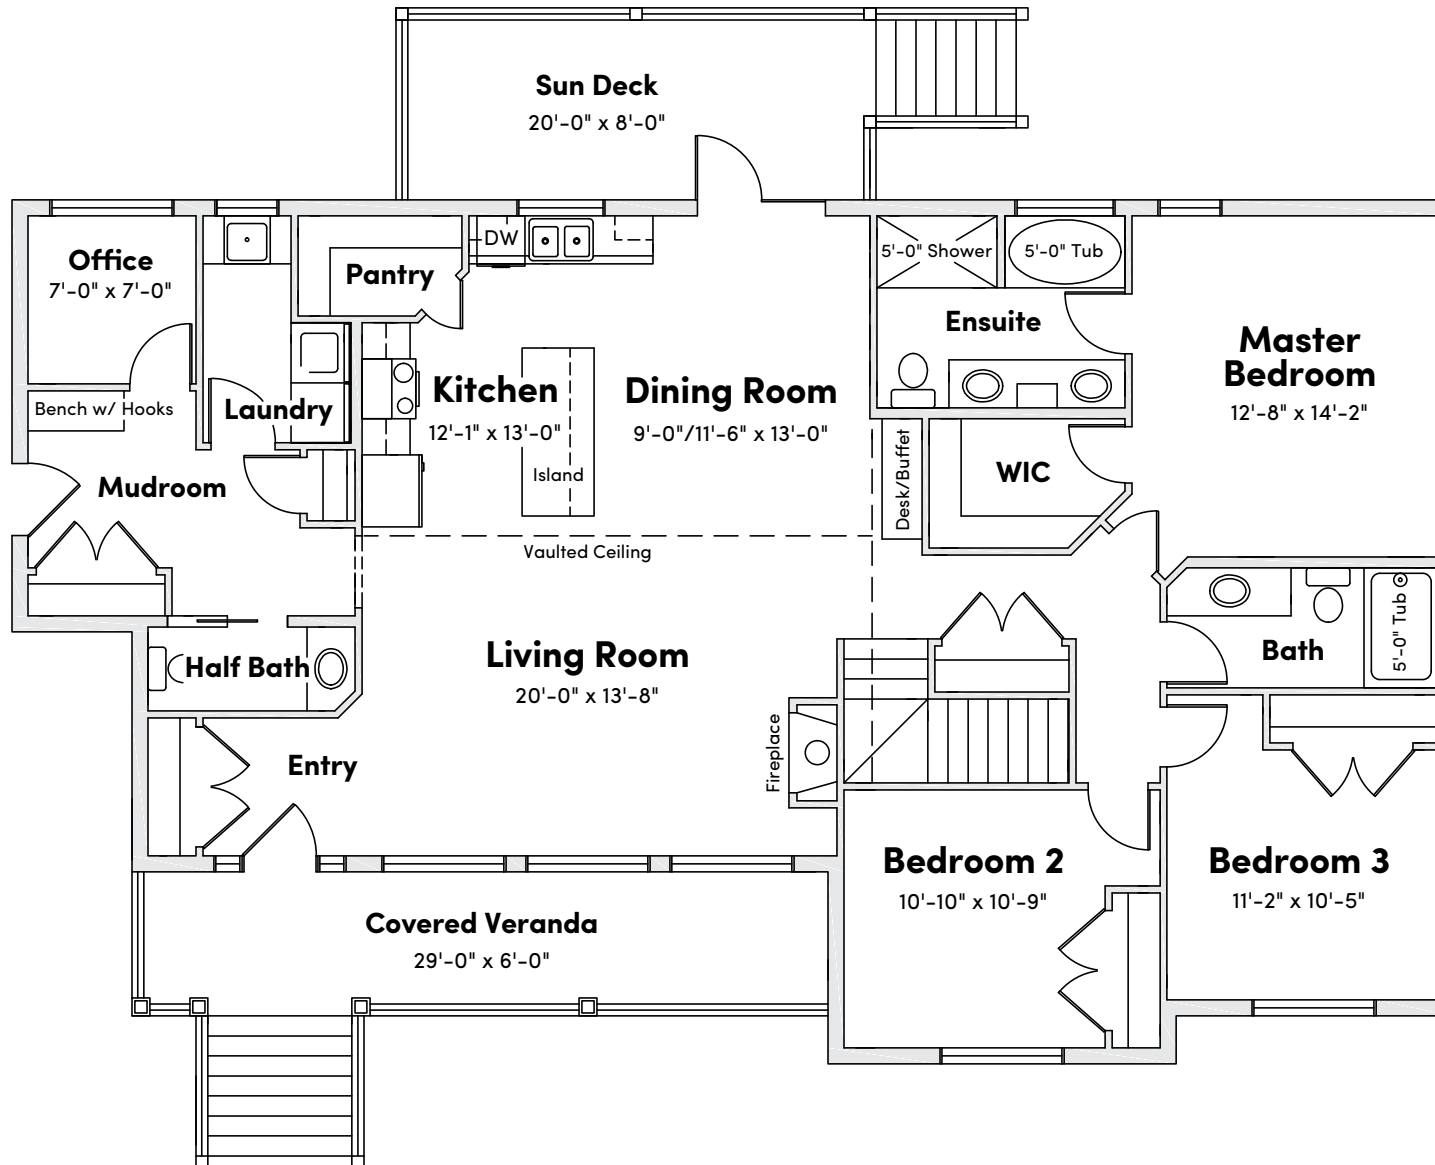 Sun Deck
20'-0" x 8'-0"
Office
7'-0" x 7'-0"
Pantry
DW
5'-0" Shower
5'-0" Tub
Ensuite
Master
Bedroom
12'-8" x 14'-2"
Bench w/ Hooks
Laundry
Kitchen
12'-1" x 13'-0"
Island
Dining Room
9'-0"/11'-6" x 13'-0"
Desk/Buffet
WIC
Mudroom
Vaulted Ceiling
Half Bath
Living Room
20'-0" x 13'-8"
Bath
5'-0" Tub
Entry
Fireplace
Bedroom 2
10'-10" x 10'-9"
Bedroom 3
11'-2" x 10'-5"
Covered Veranda
29'-0" x 6'-0"